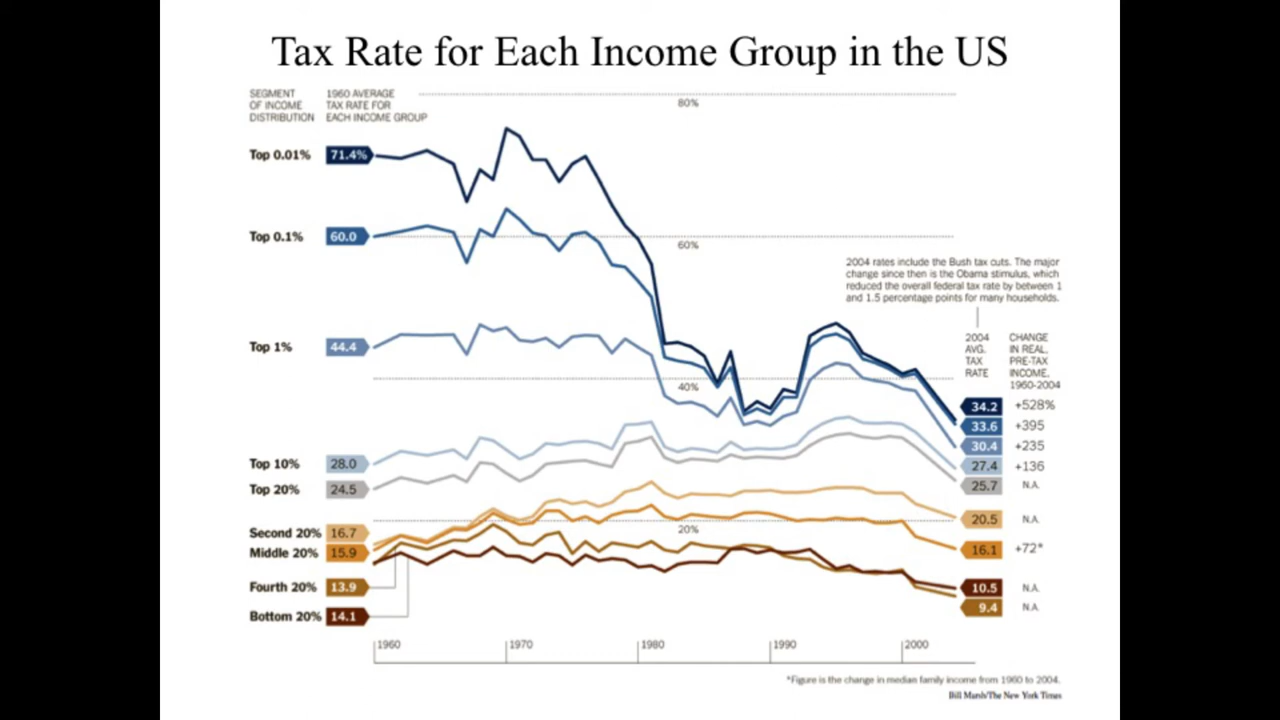 Tax Rate for Each Income Group in the US
SEGMENT
OF INCOME
DISTRIBUTION
1960 AVERAGE
TAX RATE FOR
EACH INCOME GROUP
80%
Top 0.01% 71.4%
Top 0.1% 60.0
60%
2004 rates include the Bush tax cuts. The major
change since then is the Obama stimulus, which
reduced the overall federal tax rate by between 1
and 1.5 percentage points for many households.
Top 1% 44.4
40%
2004
AVG.
TAX
RATE
CHANGE
IN REAL,
PRE-TAX
INCOME,
1960-2004
34.2 +528%
33.6 +395
30.4 +235
Top 10% 28.0
27.4 +136
Top 20% 24.5
25.7 N.A.
20%
Second 20% 16.7
20.5 N.A.
Middle 20% 15.9
16.1 +72*
Fourth 20% 13.9
10.5 N.A.
Bottom 20% 14.1
9.4 N.A.
1960 1970 1980 1990 2000
*Figure is the change in median family income from 1960 to 2004.
Bill Marsh/The New York Times